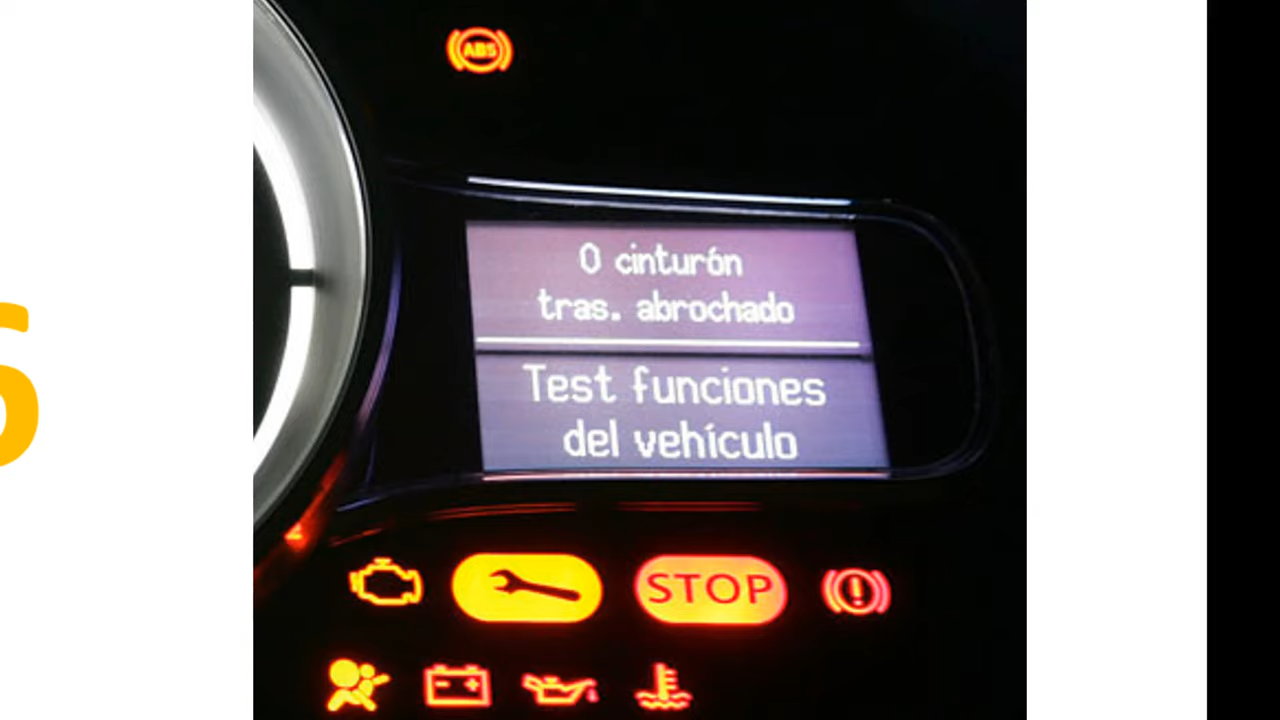 ABS
0 cinturón
tras. abrochado
Test funciones
del vehículo
STOP